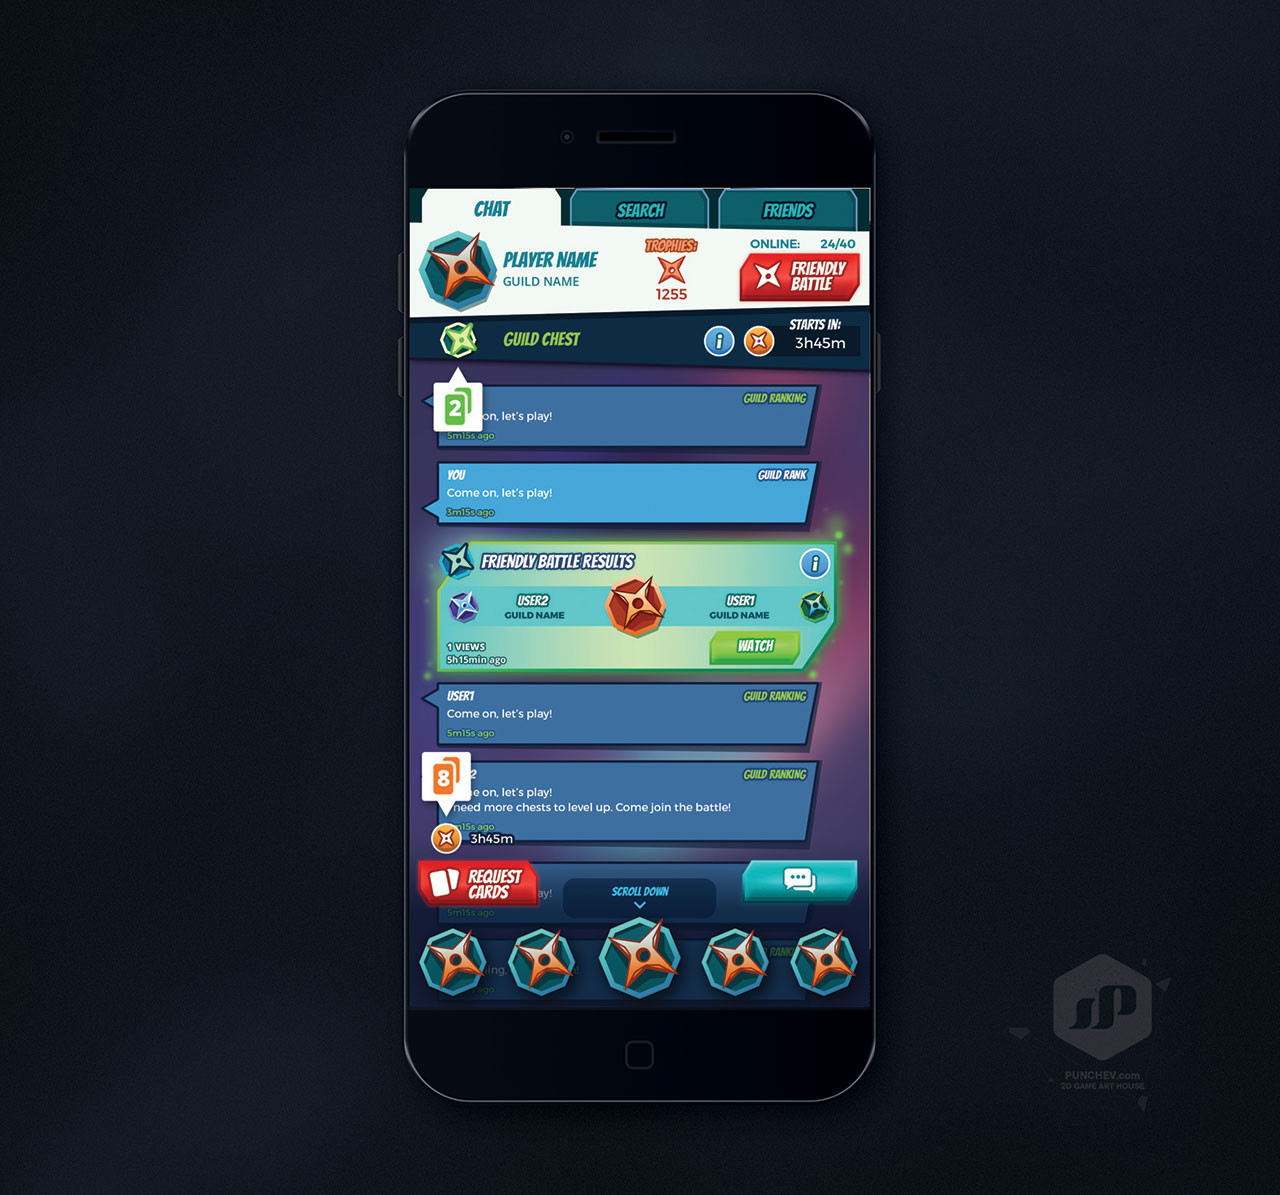 CHAT
SEARCH
FRIENDS
PLAYER NAME
GUILD NAME
TROPHIES:
1255
ONLINE: 24/40
FRIENDLY
BATTLE
GUILD CHEST
i
STARTS IN:
3h45m
2
GUILD RANKING
on, let's play!
5m15s ago
YOU
GUILD RANK
Come on, let's play!
3m15s ago
FRIENDLY BATTLE RESULTS
i
USER2
GUILD NAME
USER1
GUILD NAME
1 VIEWS
5h15min ago
WATCH
USER1
GUILD RANKING
Come on, let's play!
5m15s ago
8
2
GUILD RANKING
me on, let's play!
need more chests to level up. Come join the battle!
m15s ago
3h45m
REQUEST
CARDS
ay!
5m15s ago
SCROLL DOWN
RANKING
ing,
ago
PUNCHEV.com
2D GAME ART HOUSE